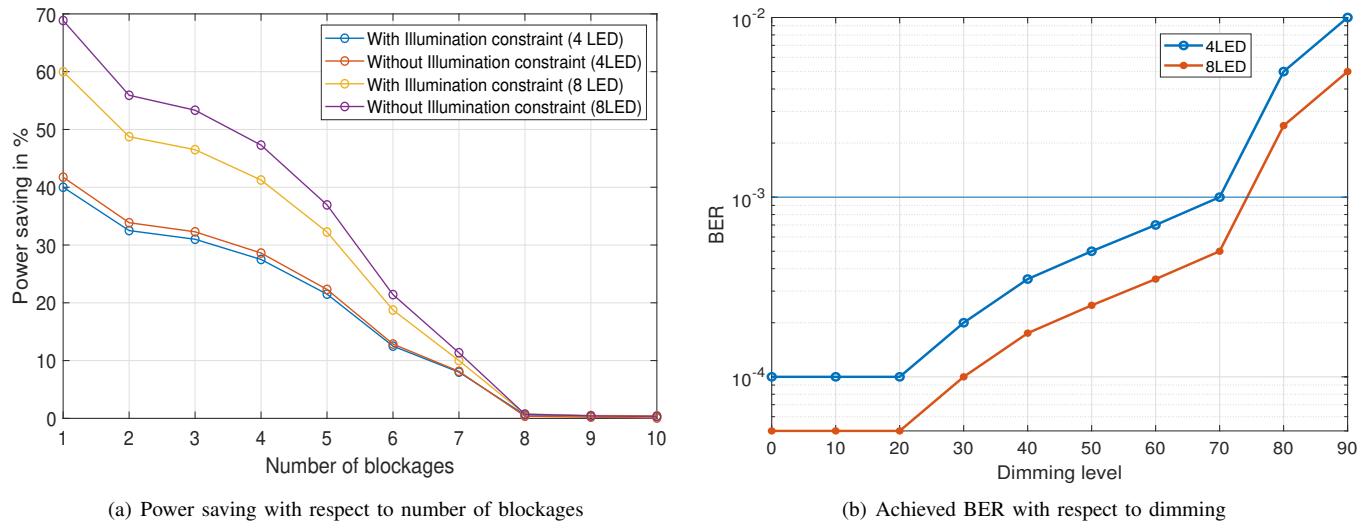 70
60
50
40
30
20
10
0
Power saving in %
With Illumination constraint (4 LED)
Without Illumination constraint (4LED)
With Illumination constraint (8 LED)
Without Illumination constraint (8LED)
1 2 3 4 5 6 7 8 9 10
Number of blockages
(a) Power saving with respect to number of blockages
10^-2
10^-3
10^-4
BER
4LED
8LED
0 10 20 30 40 50 60 70 80 90
Dimming level
(b) Achieved BER with respect to dimming